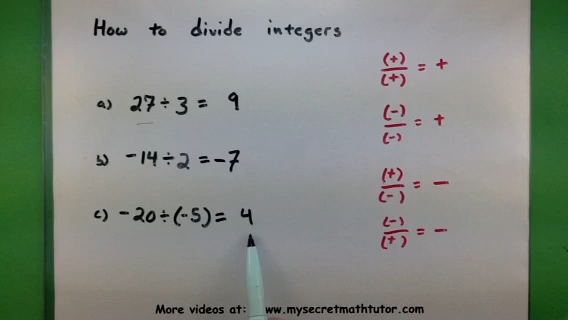 How to divide integers
a) 27 ÷ 3 = 9
b) -14 ÷ 2 = -7
c) -20 ÷ (-5) = 4
(+)/(+) = +
(-)/(-) = +
(+)/(-) = -
(-)/(+) = -
More videos at: www.mysecretmathtutor.com